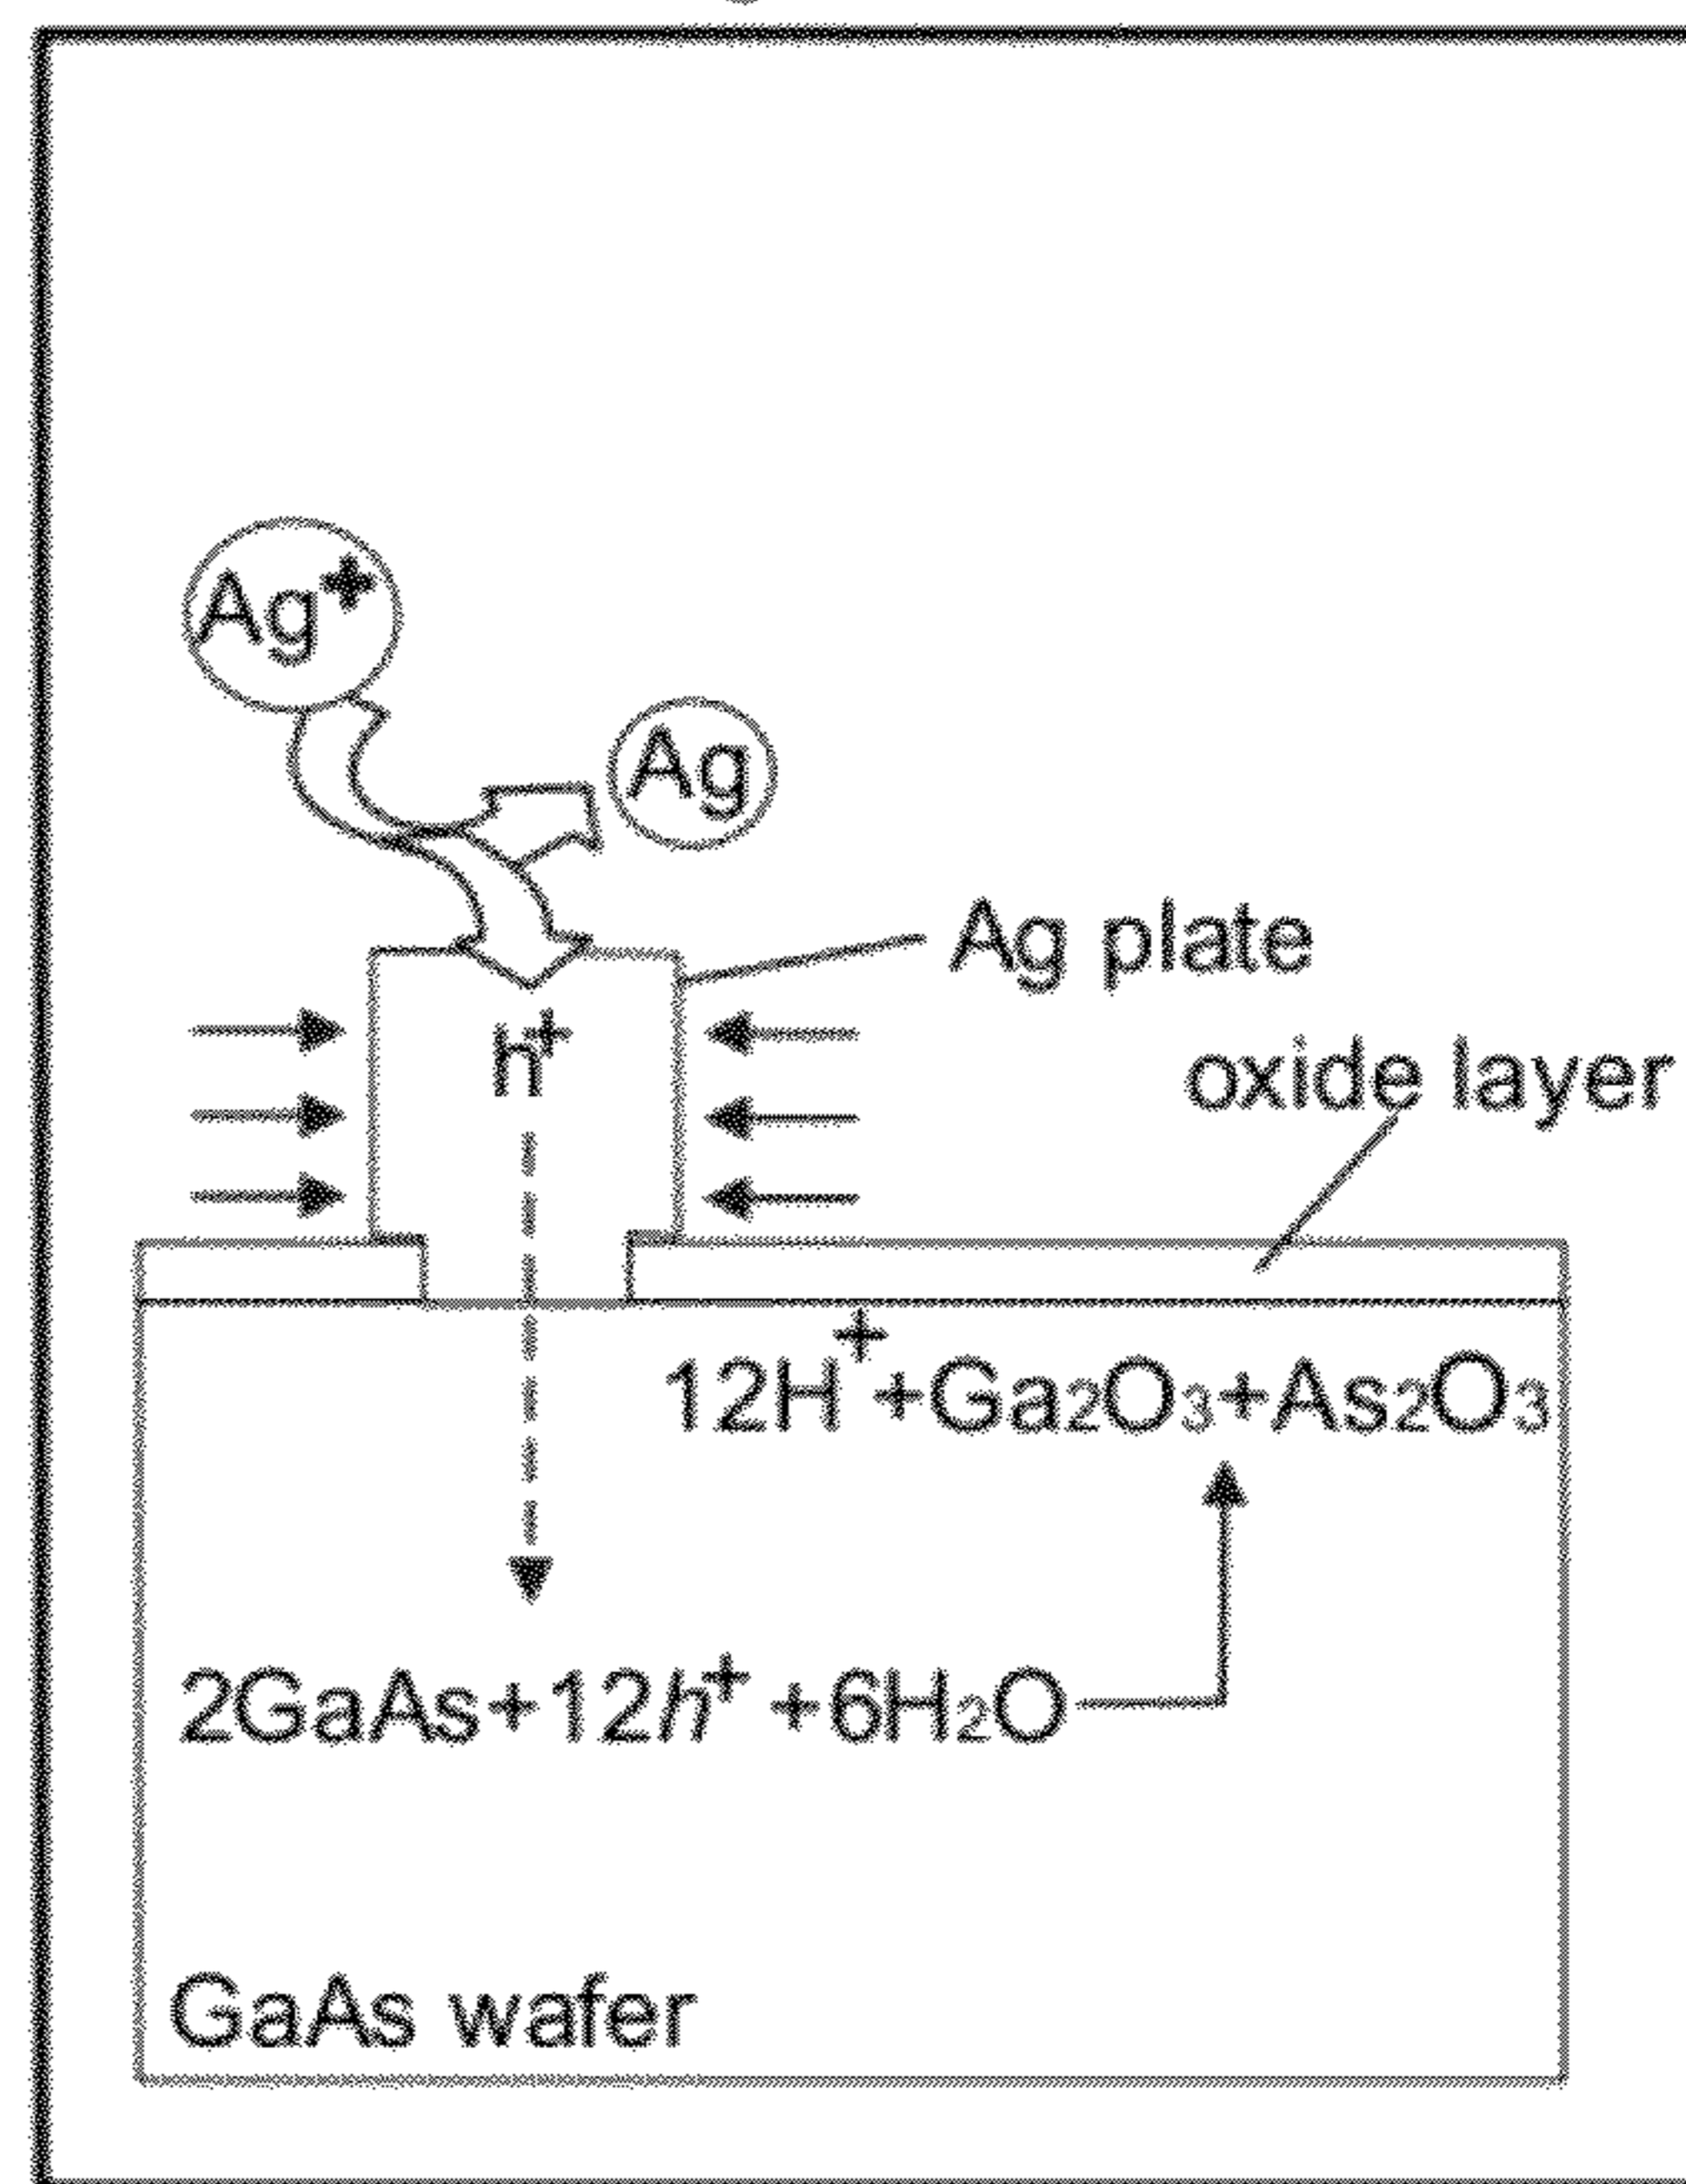 Ag⁺
Ag
Ag plate
h⁺
oxide layer
12H⁺+Ga₂O₃+As₂O₃
2GaAs+12h⁺+6H₂O
GaAs wafer